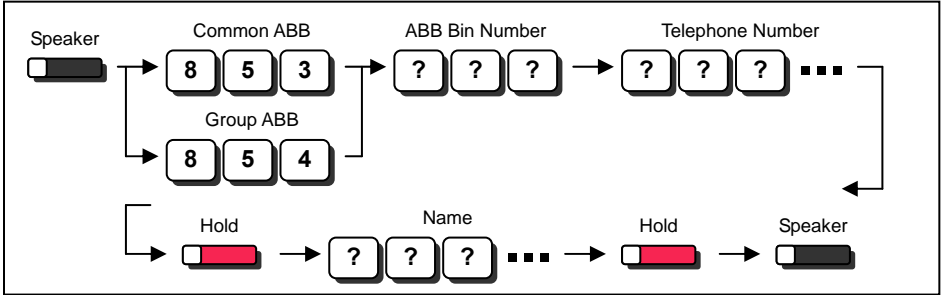 Speaker
Common ABB
8 5 3
Group ABB
8 5 4
ABB Bin Number
? ? ?
Telephone Number
? ? ?
Hold
Name
? ? ?
Hold
Speaker